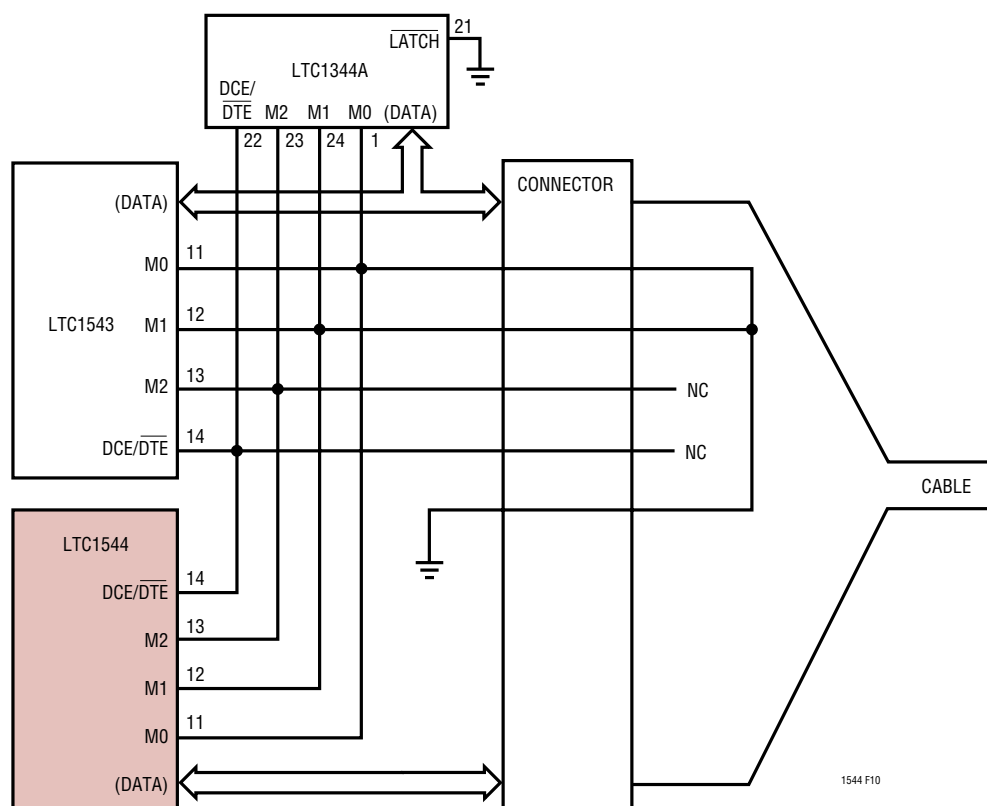 LATCH
21
LTC1344A
DCE/
DTE M2 M1 M0 (DATA)
22 23 24 1
CONNECTOR
(DATA)
M0 11
LTC1543 M1 12
M2 13 NC
DCE/DTE 14 NC
CABLE
LTC1544
DCE/DTE 14
M2 13
M1 12
M0 11
(DATA)
1544 F10